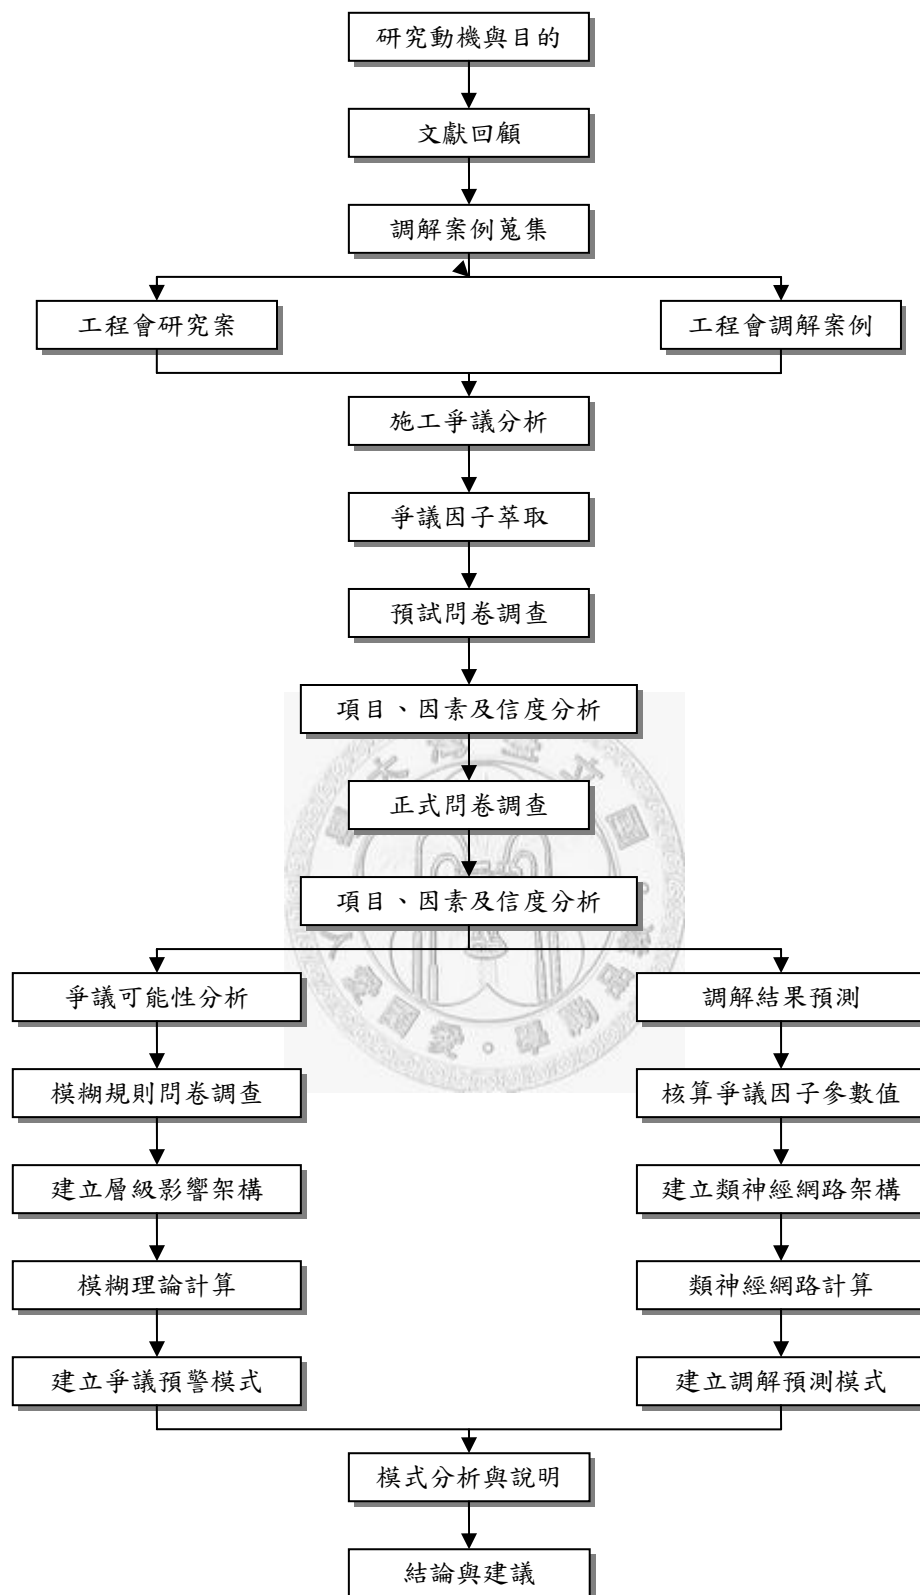 研究動機與目的
文獻回顧
調解案例蒐集
工程會研究案
工程會調解案例
施工爭議分析
爭議因子萃取
預試問卷調查
項目、因素及信度分析
正式問卷調查
項目、因素及信度分析
爭議可能性分析
調解結果預測
模糊規則問卷調查
核算爭議因子參數值
建立層級影響架構
建立類神經網路架構
模糊理論計算
類神經網路計算
建立爭議預警模式
建立調解預測模式
模式分析與說明
結論與建議